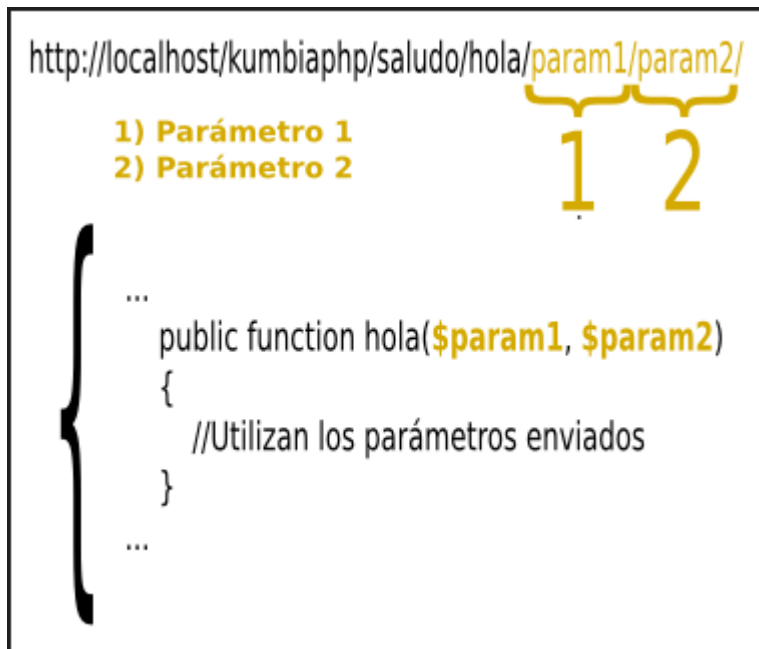 http://localhost/kumbiaphp/saludo/hola/param1/param2/
1) Parámetro 1
2) Parámetro 2
1 2
...
public function hola($param1, $param2)
{
//Utilizan los parámetros enviados
}
...